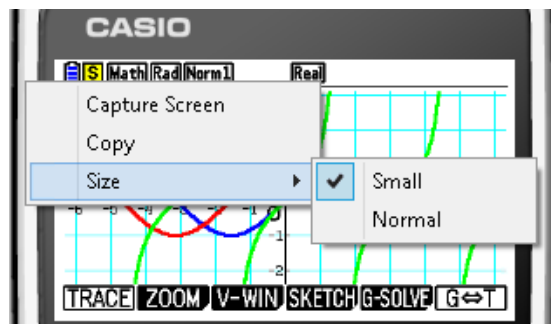 CASIO
S Math Rad Norm1 Real
Capture Screen
Copy
Size
Small
Normal
-6 -5 -4 -1 O
-1
-2
TRACE ZOOM V-WIN SKETCH G-SOLVE G⇔T